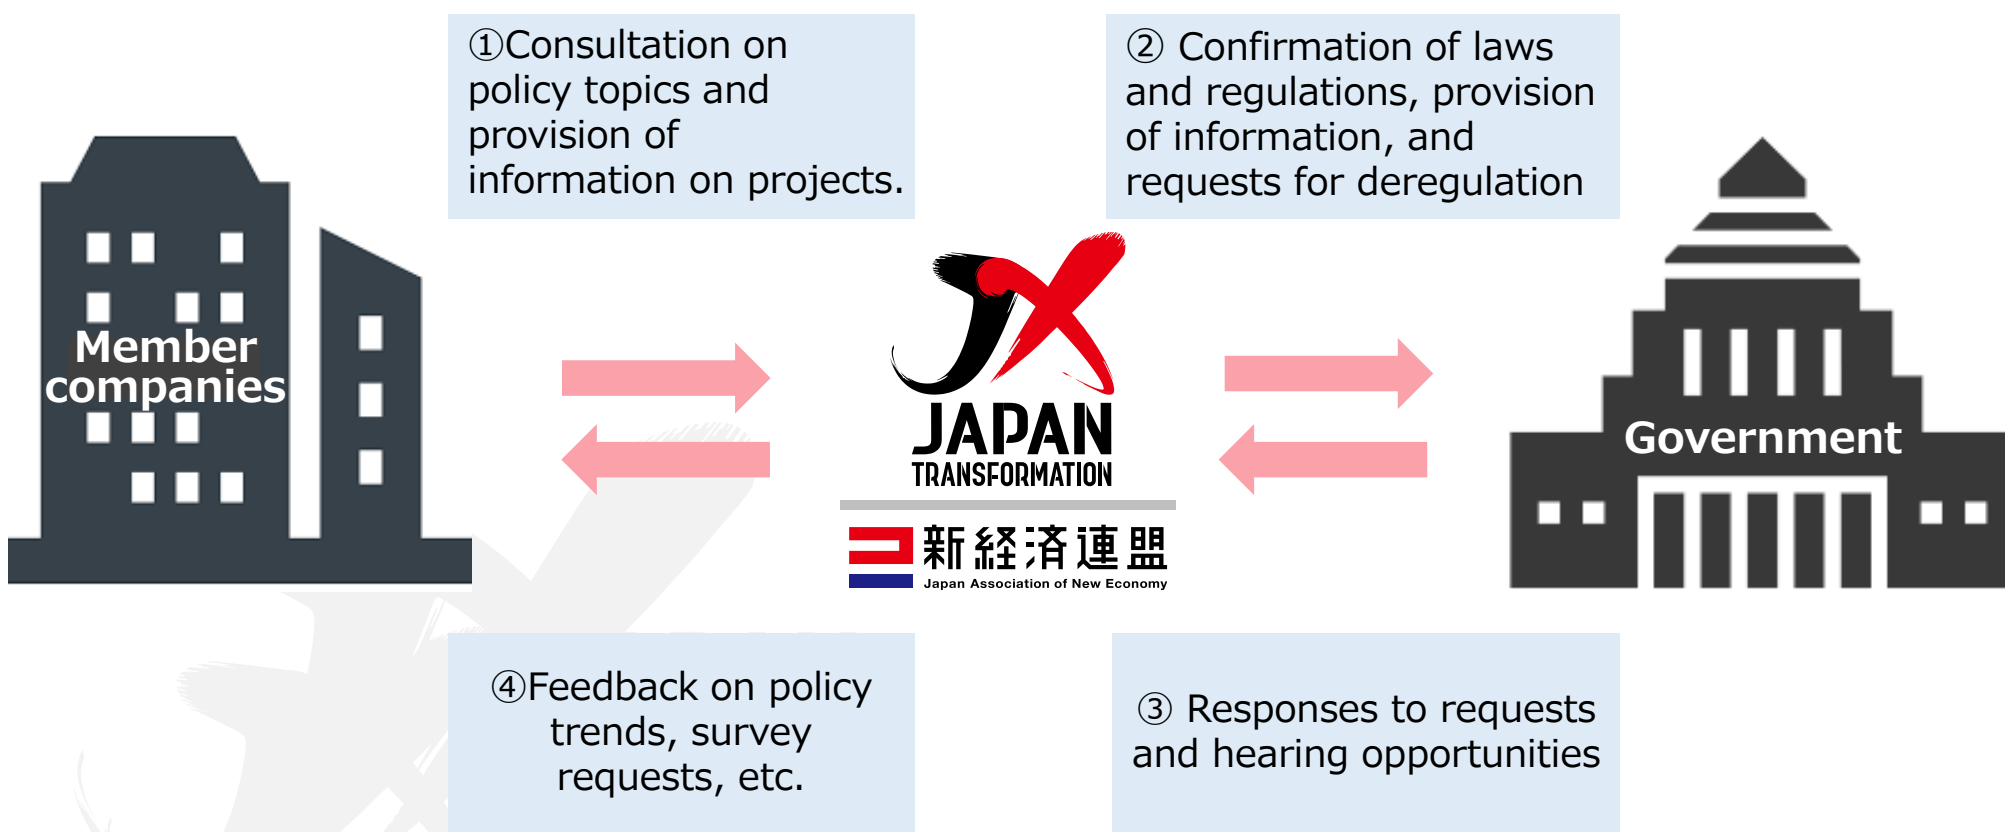 ①Consultation on
policy topics and
provision of
information on projects.
② Confirmation of laws
and regulations, provision
of information, and
requests for deregulation
Member
companies
JX
JAPAN
TRANSFORMATION
新経済連盟
Japan Association of New Economy
Government
④Feedback on policy
trends, survey
requests, etc.
③ Responses to requests
and hearing opportunities